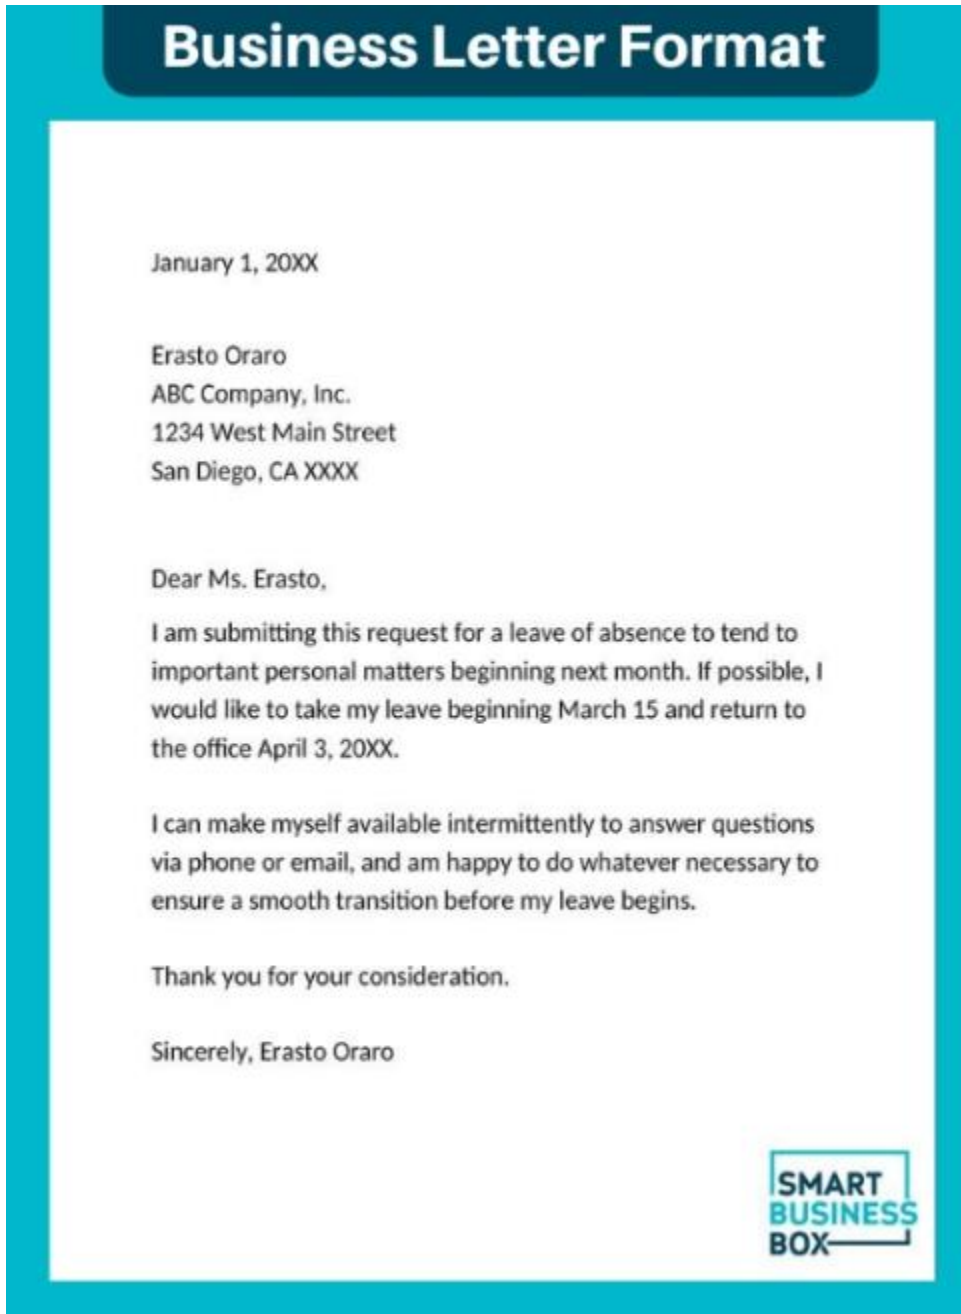 Business Letter Format
January 1, 20XX
Erasto Oraro
ABC Company, Inc.
1234 West Main Street
San Diego, CA XXXX
Dear Ms. Erasto,
I am submitting this request for a leave of absence to tend to
important personal matters beginning next month. If possible, I
would like to take my leave beginning March 15 and return to
the office April 3, 20XX.
I can make myself available intermittently to answer questions
via phone or email, and am happy to do whatever necessary to
ensure a smooth transition before my leave begins.
Thank you for your consideration.
Sincerely, Erasto Oraro
SMART
BUSINESS
BOX